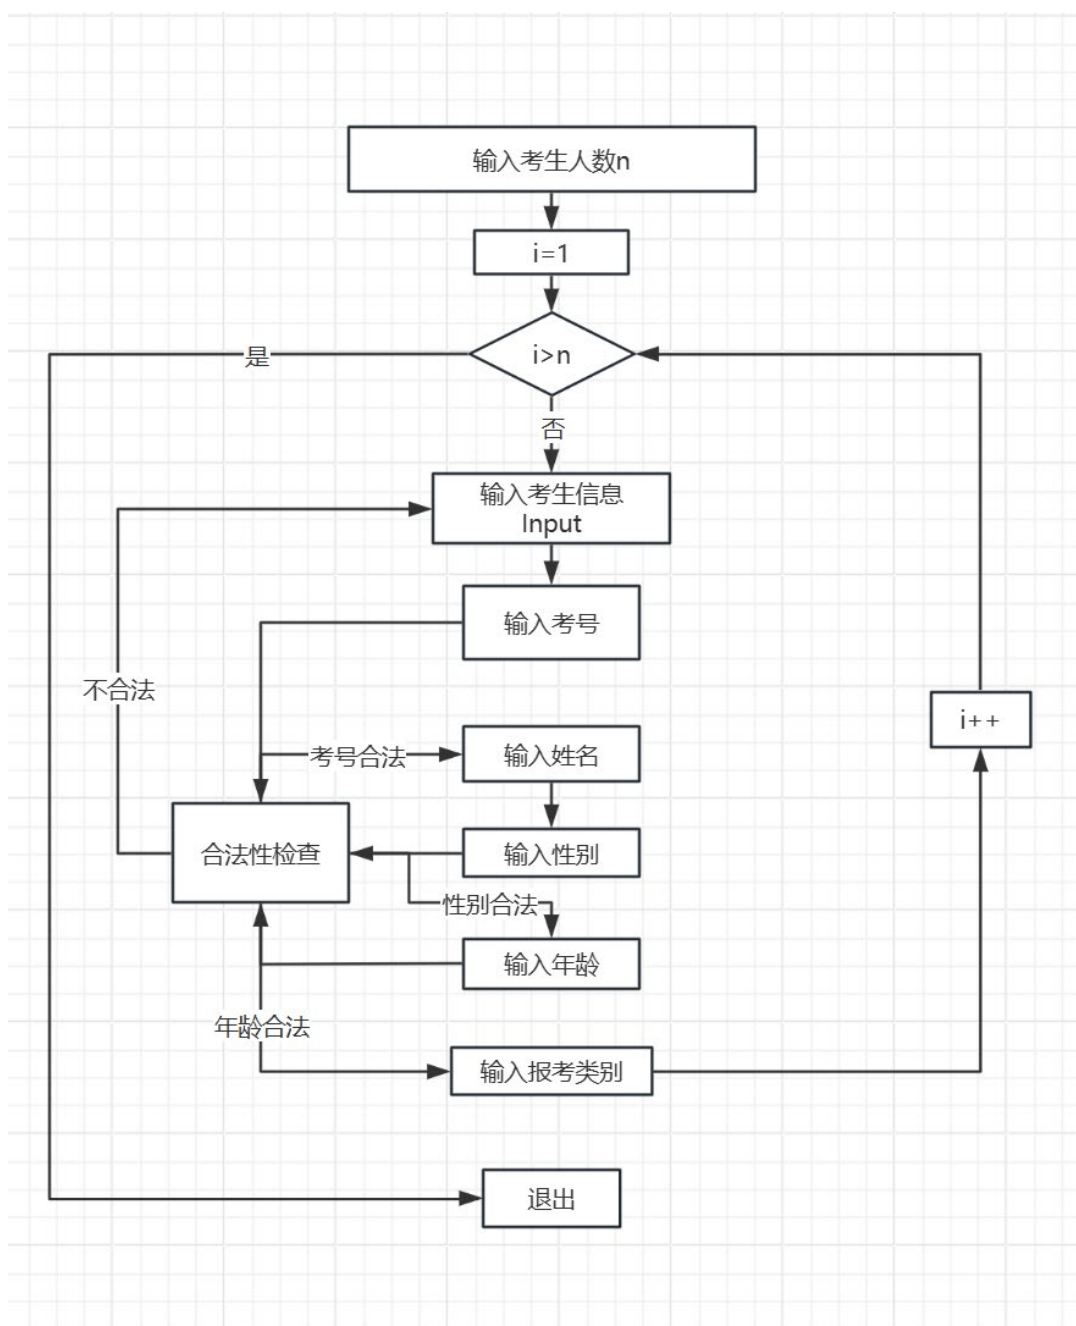 输入考生人数n
i=1
i>n
是
否
输入考生信息
Input
输入考号
不合法
i++
考号合法
输入姓名
合法性检查
输入性别
性别合法
输入年龄
年龄合法
输入报考类别
退出